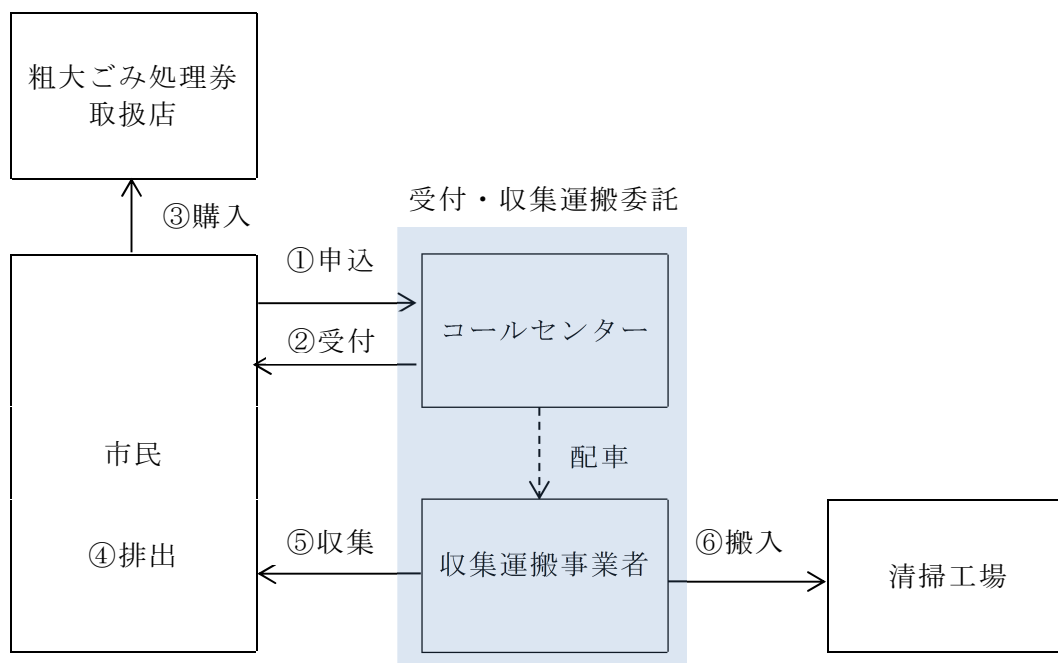 粗大ごみ処理券
取扱店
③購入
受付・収集運搬委託
①申込
コールセンター
②受付
市民
配車
④排出
⑤収集
収集運搬事業者
⑥搬入
清掃工場